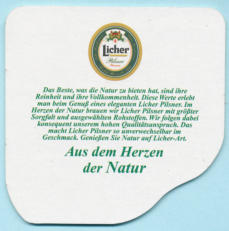 Licher
Pilsner
Das Beste, was die Natur zu bieten hat, sind ihre
Reinheit und ihre Vollkommenheit. Diese Werte erlebt
man beim Genuß eines eleganten Licher Pilsner. Im
Herzen der Natur brauen wir Licher Pilsner mit größter
Sorgfalt und ausgewählten Rohstoffen. Wir folgen dabei
konsequent unserem hohen Qualitätsanspruch. Das
macht Licher Pilsner so unverwechselbar im
Geschmack. Genießen Sie Natur auf Licher-Art.
Aus dem Herzen
der Natur